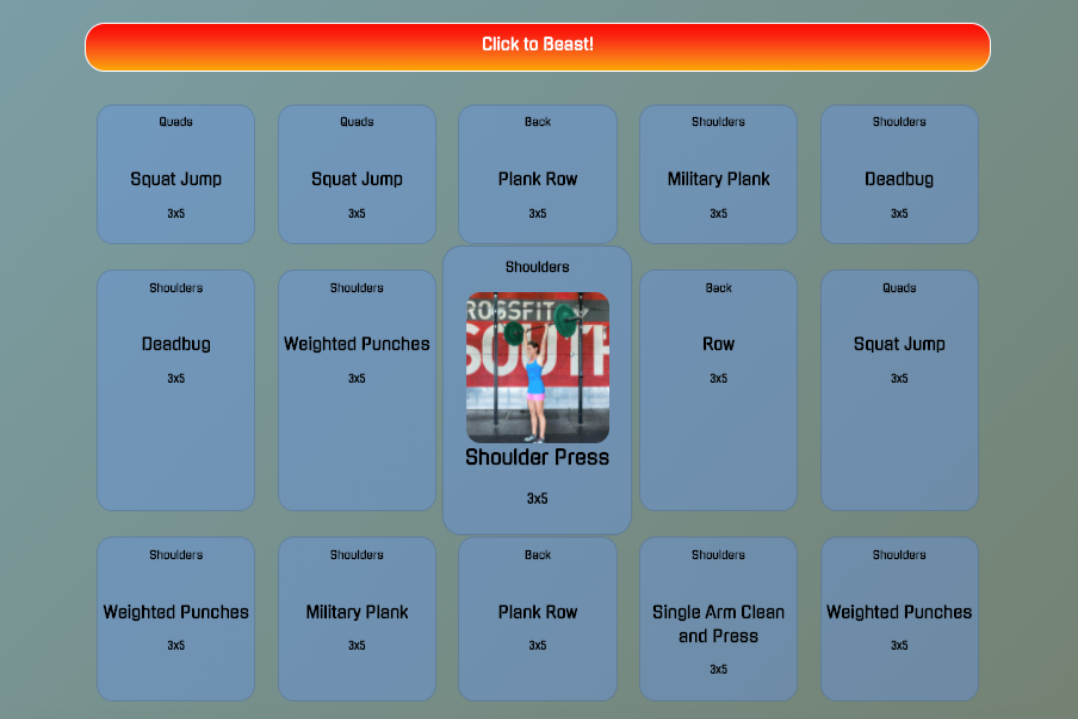 Click to Beast!
Quads
Squat Jump
3x5
Quads
Squat Jump
3x5
Back
Plank Row
3x5
Shoulders
Military Plank
3x5
Shoulders
Deadbug
3x5
Shoulders
Deadbug
3x5
Shoulders
Weighted Punches
3x5
Shoulders
ROSSFIT
SOUTH
Shoulder Press
3x5
Back
Row
3x5
Quads
Squat Jump
3x5
Shoulders
Weighted Punches
3x5
Shoulders
Military Plank
3x5
Back
Plank Row
3x5
Shoulders
Single Arm Clean
and Press
3x5
Shoulders
Weighted Punches
3x5